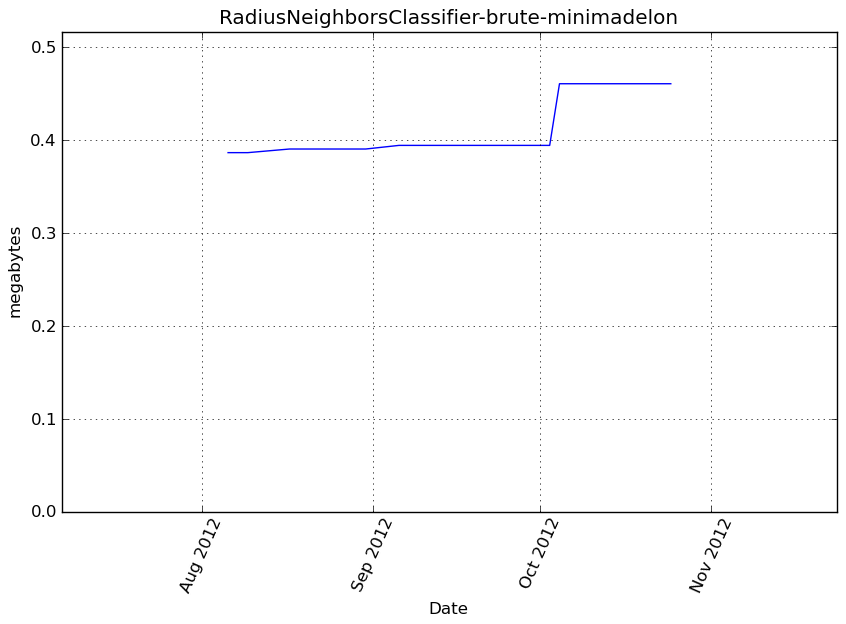 RadiusNeighborsClassifier-brute-minimadelon
0.5
0.4
0.3
0.2
0.1
0.0
megabytes
Aug 2012
Sep 2012
Oct 2012
Nov 2012
Date